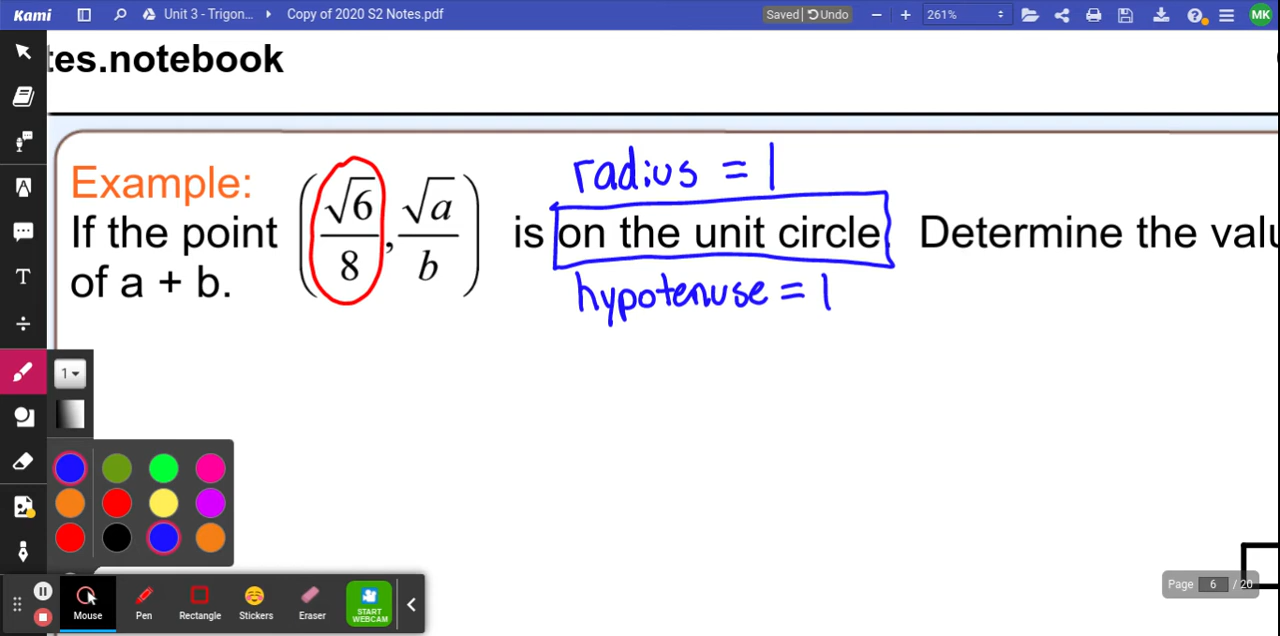 Kami Unit 3 - Trigon... Copy of 2020 S2 Notes.pdf Saved Undo − + 261% MK
tes.notebook
radius = 1
Example:
If the point (√6/8, √a/b) is on the unit circle Determine the valu
of a + b.
hypotenuse = 1
T
1
Page 6 / 20
Mouse Pen Rectangle Stickers Eraser START WEBCAM